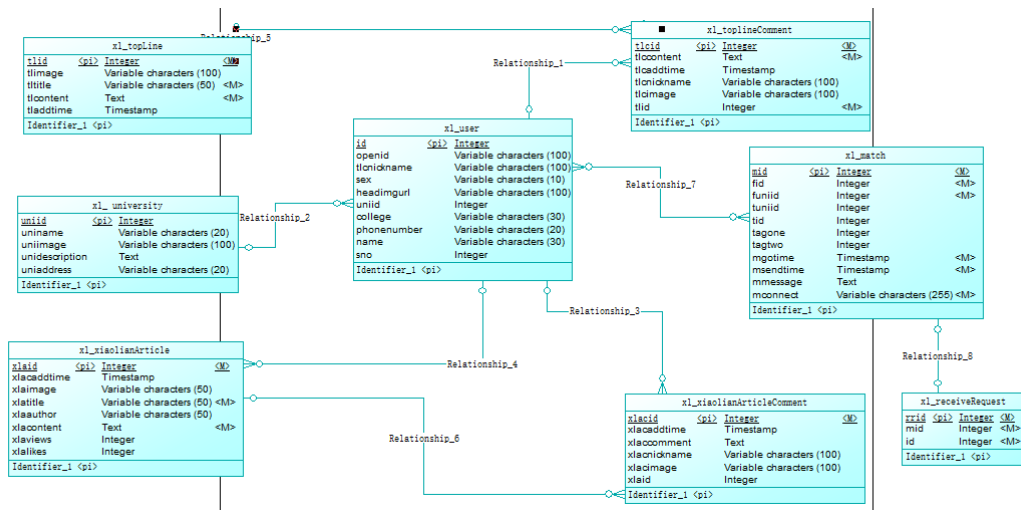 Relationship_5
xl_topLine
tlid <pi> Integer <M>
tlimage Variable characters (100)
tltitle Variable characters (50) <M>
tlcontent Text <M>
tladdtime Timestamp
Identifier_1 <pi>
xl_toplineComment
tlcid <pi> Integer <M>
tlccontent Text <M>
tlcaddtime Timestamp
tlcnickname Variable characters (100)
tlcimage Variable characters (100)
tlid Integer <M>
Identifier_1 <pi>
Relationship_1
xl_user
id <pi> Integer
openid Variable characters (100)
tlcnickname Variable characters (100)
sex Variable characters (10)
headimgurl Variable characters (100)
uniid Integer
college Variable characters (30)
phonenumber Variable characters (20)
name Variable characters (30)
sno Integer
Identifier_1 <pi>
Relationship_7
xl_match
mid <pi> Integer <M>
fid Integer <M>
funiid Integer <M>
tuniid Integer
tid Integer
tagone Integer
tagtwo Integer
mgotime Timestamp <M>
msendtime Timestamp <M>
mmessage Text
mconnect Variable characters (255) <M>
Identifier_1 <pi>
xl_ university
uniid <pi> Integer
uniname Variable characters (20)
uniimage Variable characters (100)
unidescription Text
uniaddress Variable characters (20)
Identifier_1 <pi>
Relationship_2
Relationship_3
Relationship_4
Relationship_8
xl_xiaolianArticle
xlaid <pi> Integer <M>
xlacaddtime Timestamp
xlaimage Variable characters (50)
xlatitle Variable characters (50) <M>
xlaauthor Variable characters (50)
xlacontent Text <M>
xlaviews Integer
xlalikes Integer
Identifier_1 <pi>
Relationship_6
xl_xiaolianArticleComment
xlacid <pi> Integer <M>
xlacaddtime Timestamp
xlaccomment Text
xlacnickname Variable characters (100)
xlacimage Variable characters (100)
xlaid Integer
Identifier_1 <pi>
xl_receiveRequest
rrid <pi> Integer <M>
mid Integer <M>
id Integer <M>
Identifier_1 <pi>